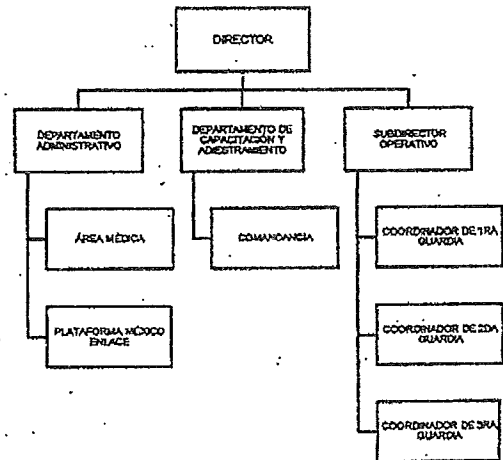 DIRECTOR
DEPARTAMENTO
ADMINISTRATIVO
DEPARTAMENTO DE
CAPACITACIÓN Y
ADIESTRAMIENTO
SUBDIRECTOR
OPERATIVO
ÁREA MÉDICA
COMANDANCIA
COORDINADOR DE 1RA
GUARDIA
PLATAFORMA MÉXICO
ENLACE
COORDINADOR DE 2DA
GUARDIA
COORDINADOR DE 3RA
GUARDIA